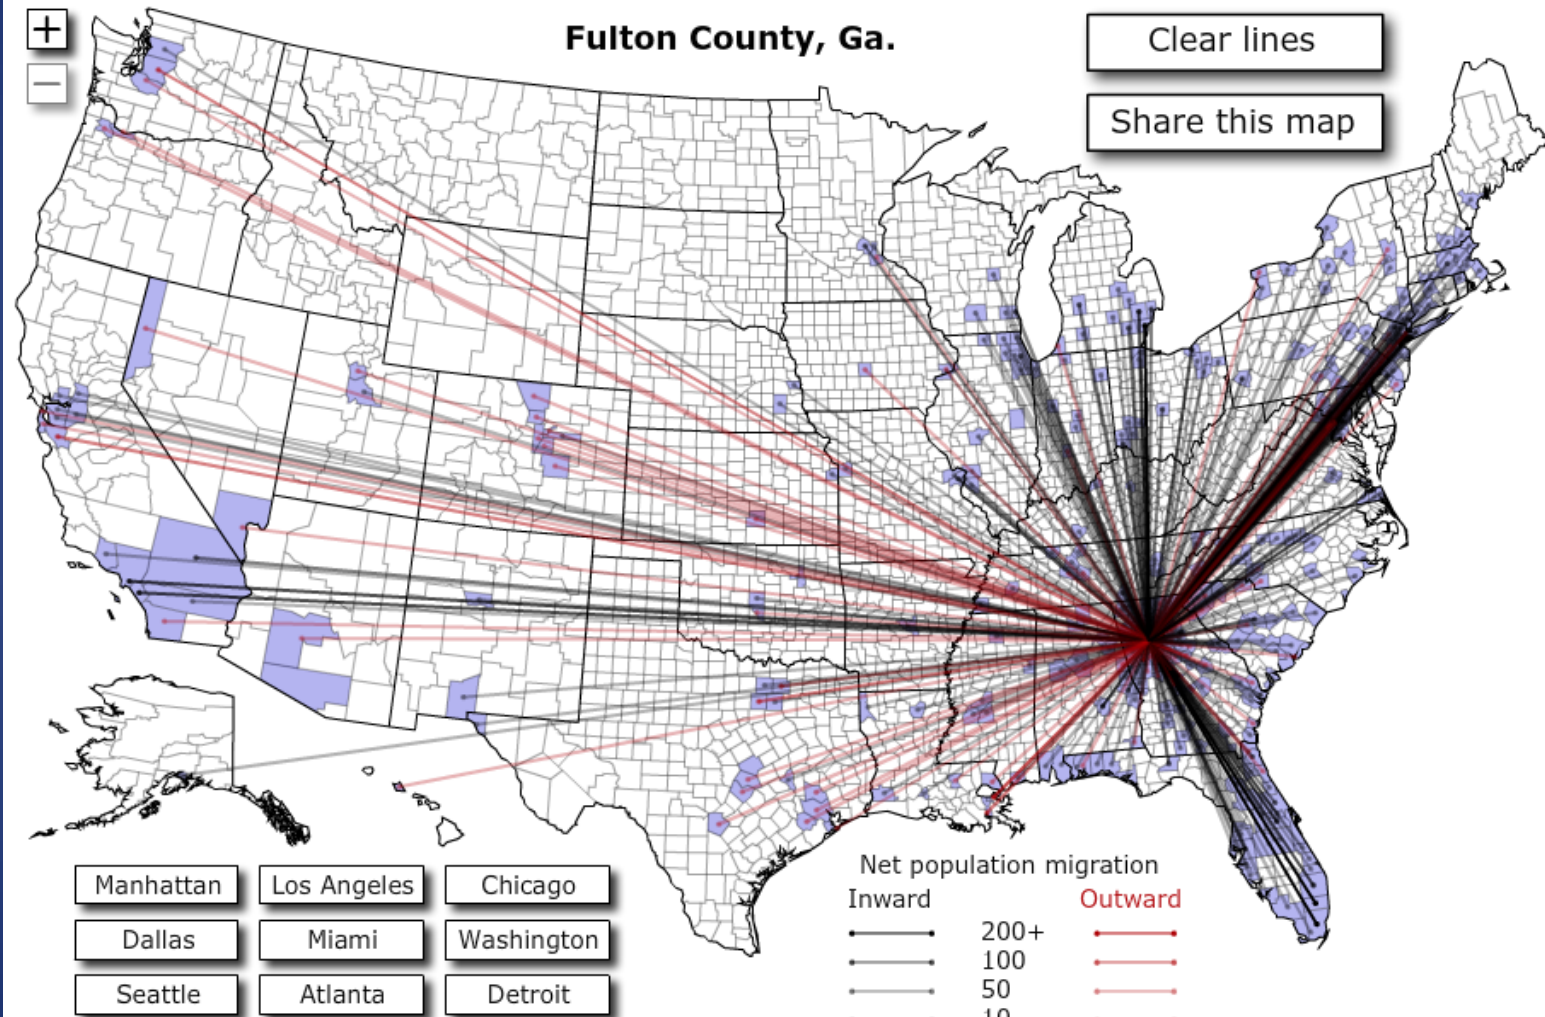 +
−
Fulton County, Ga.
Clear lines
Share this map
Manhattan
Los Angeles
Chicago
Dallas
Miami
Washington
Seattle
Atlanta
Detroit
Net population migration
Inward
Outward
200+
100
50
10